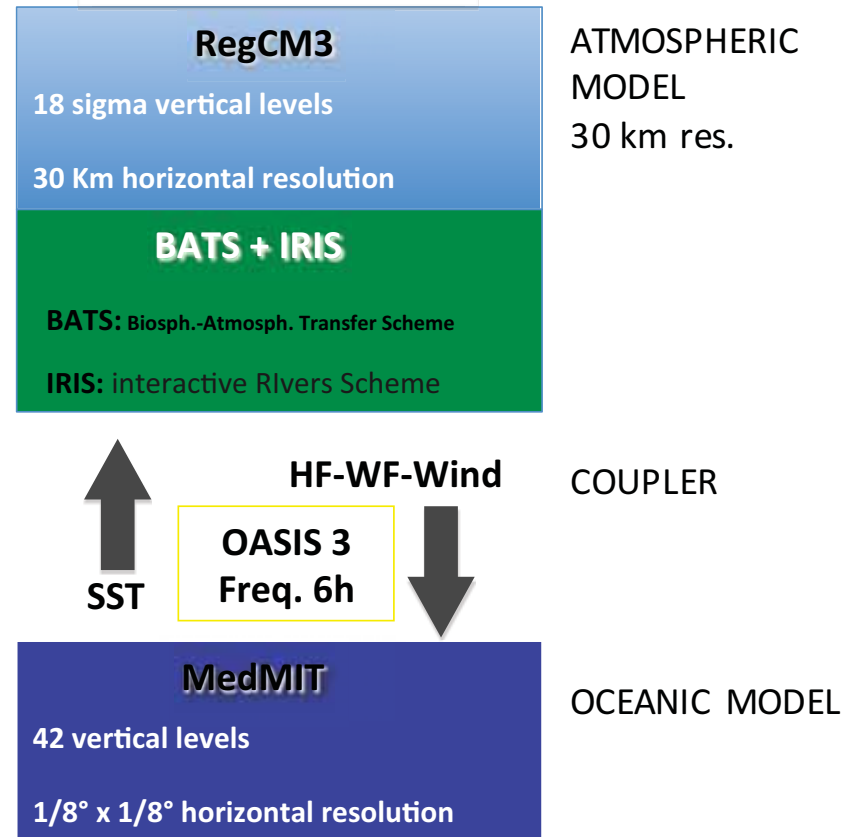 RegCM3
18 sigma vertical levels
30 Km horizontal resolution
ATMOSPHERIC
MODEL
30 km res.
BATS + IRIS
BATS: Biosph.-Atmosph. Transfer Scheme
IRIS: interactive RIvers Scheme
HF-WF-Wind
COUPLER
OASIS 3
Freq. 6h
SST
MedMIT
42 vertical levels
1/8° x 1/8° horizontal resolution
OCEANIC MODEL